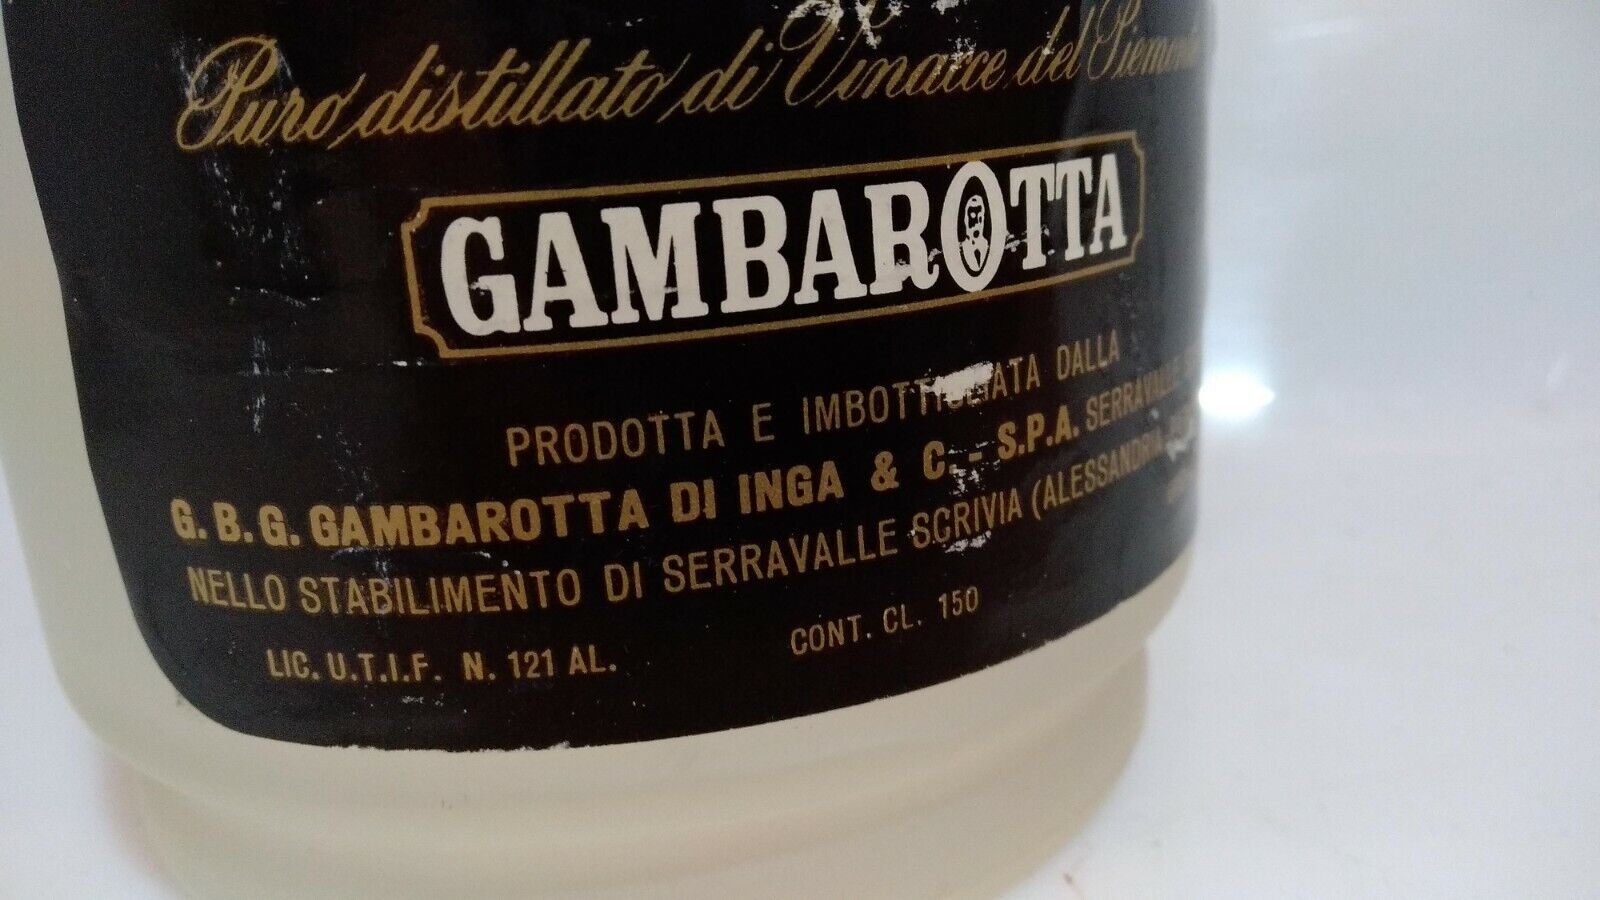 Puro distillato di Vinacce del
GAMBAROTTA
PRODOTTA E IMBOTTIGLIATA DALLA
G. B. G. GAMBAROTTA DI INGA & C. - S.P.A. SERRAVALLE
NELLO STABILIMENTO DI SERRAVALLE SCRIVIA (ALESSANDRIA
LIC. U.T.I.F. N. 121 AL. CONT. CL. 150